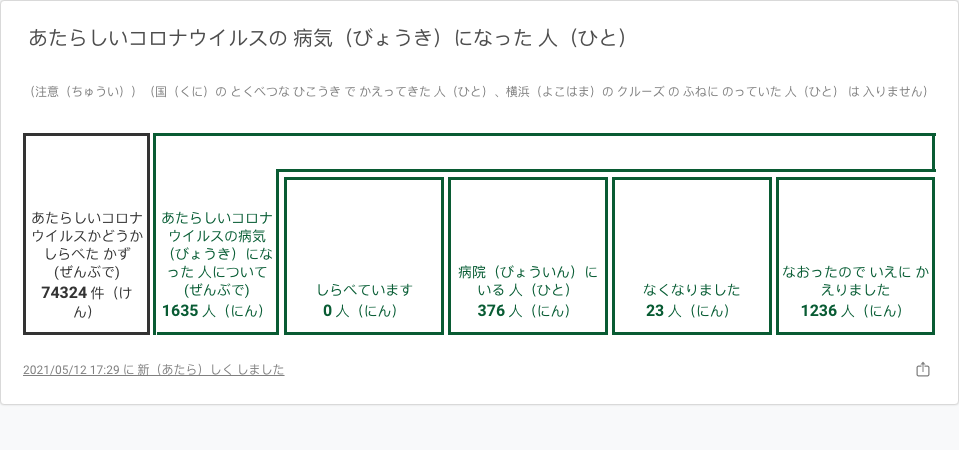 あたらしいコロナウイルスの 病気（びょうき）になった 人（ひと）
（注意（ちゅうい））（国（くに）の とくべつな ひこうき で かえってきた 人（ひと）、横浜（よこはま）の クルーズ の ふねに のっていた 人（ひと） は 入りません）
あたらしいコロナ
ウイルスかどうか
しらべた かず
(ぜんぶで)
74324 件（け
ん）
あたらしいコロナ
ウイルスの病気
（びょうき）にな
った 人について
(ぜんぶで)
1635 人（にん）
しらべています
0 人（にん）
病院（びょういん）に
いる 人（ひと）
376 人（にん）
なくなりました
23 人（にん）
なおったので いえに か
えりました
1236 人（にん）
2021/05/12 17:29 に 新（あたら）しく しました